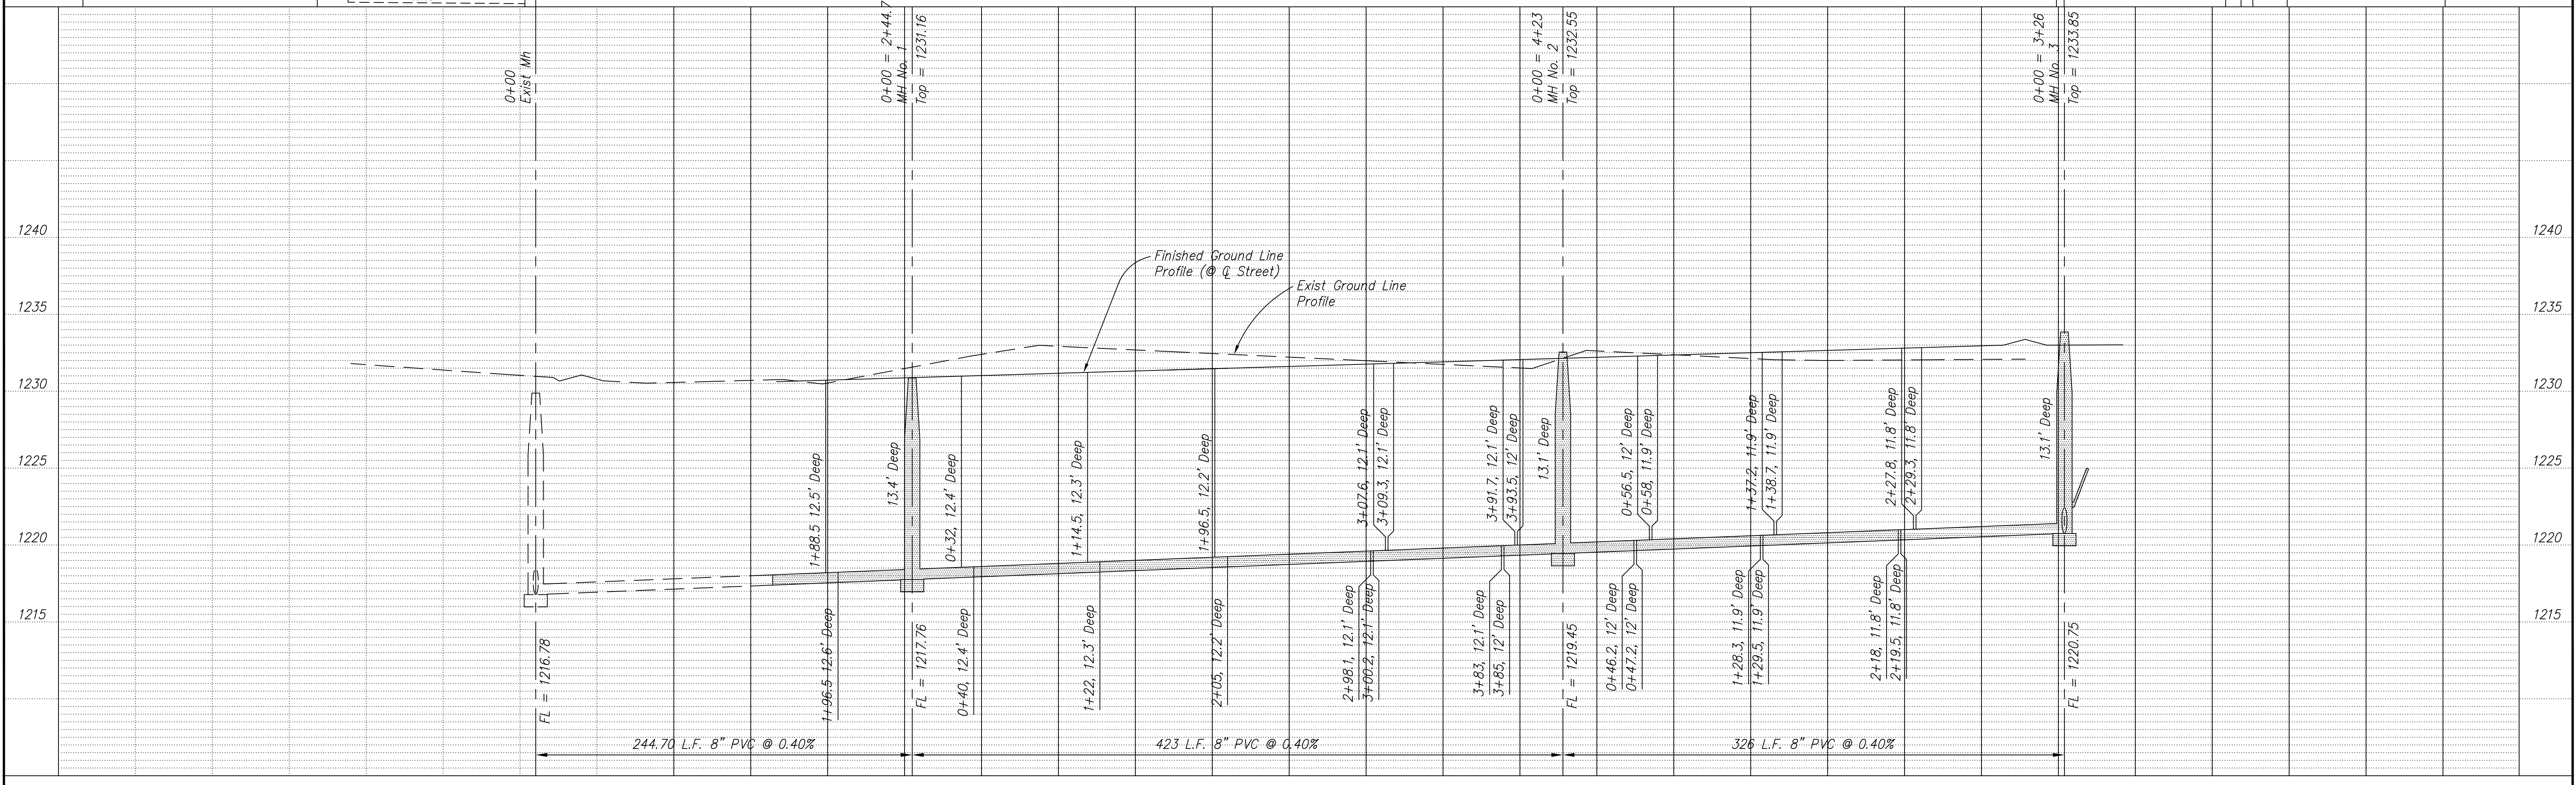 0+00
Exist Mh
0+00 = 2+44.7
MH No. 1
Top = 1231.16
0+00 = 4+23
MH No. 2
Top = 1232.55
0+00 = 3+26
MH No. 3
Top = 1233.85
1240
1240
Finished Ground Line
Profile (@ ℄ Street)
Exist Ground Line
Profile
1235
1235
1230
1230
1225
1225
1220
1220
1215
1215
1+88.5 12.5' Deep
13.4' Deep
0+32, 12.4' Deep
1+14.5, 12.3' Deep
1+96.5, 12.2' Deep
3+07.6, 12.1' Deep
3+09.3, 12.1' Deep
3+91.7, 12.1' Deep
3+93.5, 12' Deep
13.1' Deep
0+56.5, 12' Deep
0+58, 11.9' Deep
1+37.2, 11.9' Deep
1+38.7, 11.9' Deep
2+27.8, 11.8' Deep
2+29.3, 11.8' Deep
13.1' Deep
FL = 1216.78
1+96.5 12.6' Deep
FL = 1217.76
0+40, 12.4' Deep
1+22, 12.3' Deep
2+05, 12.2' Deep
2+98.1, 12.1' Deep
3+00.2, 12.1' Deep
3+83, 12.1' Deep
3+85, 12' Deep
FL = 1219.45
0+46.2, 12' Deep
0+47.2, 12' Deep
1+28.3, 11.9' Deep
1+29.5, 11.9' Deep
2+18, 11.8' Deep
2+19.5, 11.8' Deep
FL = 1220.75
244.70 L.F. 8" PVC @ 0.40%
423 L.F. 8" PVC @ 0.40%
326 L.F. 8" PVC @ 0.40%